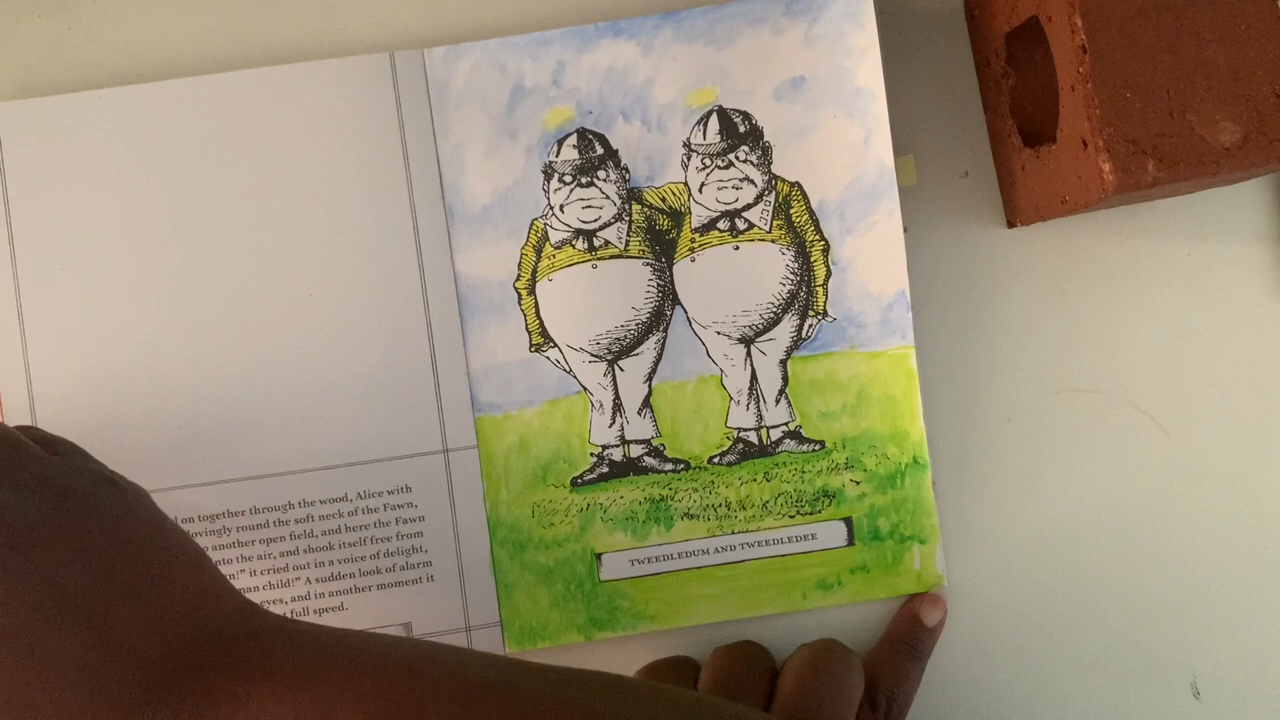 on together through the wood, Alice with
lovingly round the soft neck of the Fawn,
another open field, and here the Fawn
into the air, and shook itself free from
!" it cried out in a voice of delight,
child!" A sudden look of alarm
eyes, and in another moment it
full speed.
TWEEDLEDUM AND TWEEDLEDEE